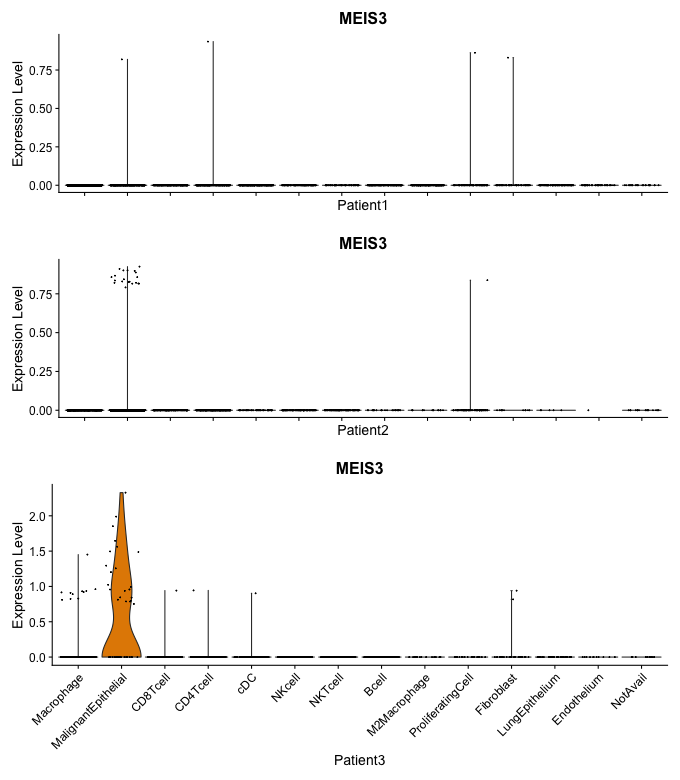 MEIS3
Expression Level
0.75
0.50
0.25
0.00
Patient1
MEIS3
Expression Level
0.75
0.50
0.25
0.00
Patient2
MEIS3
Expression Level
2.0
1.5
1.0
0.5
0.0
Macrophage
MalignantEpithelial
CD8Tcell
CD4Tcell
cDC
NKcell
NKTcell
Bcell
M2Macrophage
ProliferatingCell
Fibroblast
LungEpithelium
Endothelium
NotAvail
Patient3